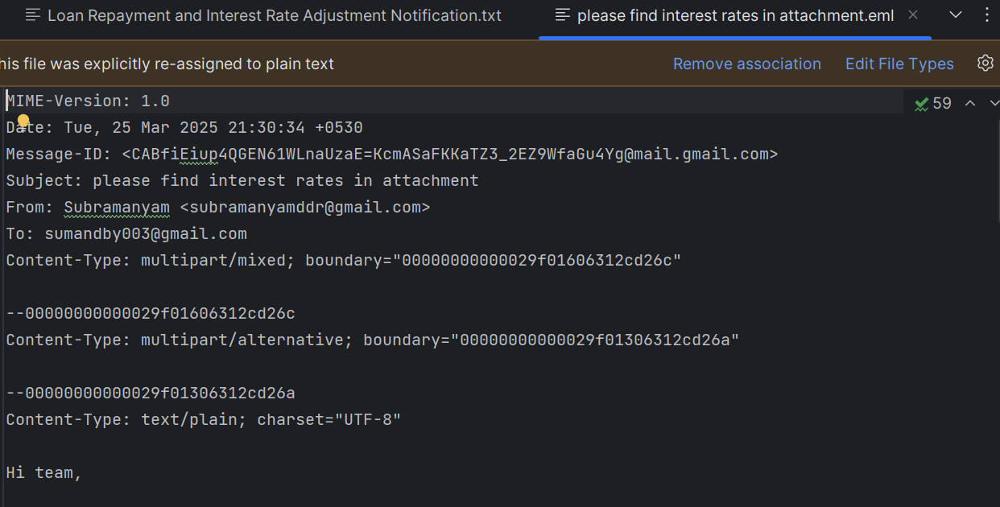 Loan Repayment and Interest Rate Adjustment Notification.txt
please find interest rates in attachment.eml
his file was explicitly re-assigned to plain text
Remove association
Edit File Types
MIME-Version: 1.0
59
Date: Tue, 25 Mar 2025 21:30:34 +0530
Message-ID: <CABfiEiup4QGEN61WLnaUzaE=KcmASaFKKaTZ3_2EZ9WfaGu4Yg@mail.gmail.com>
Subject: please find interest rates in attachment
From: Subramanyam <subramanyamddr@gmail.com>
To: sumandby003@gmail.com
Content-Type: multipart/mixed; boundary="00000000000029f01606312cd26c"
--00000000000029f01606312cd26c
Content-Type: multipart/alternative; boundary="00000000000029f01306312cd26a"
--00000000000029f01306312cd26a
Content-Type: text/plain; charset="UTF-8"
Hi team,